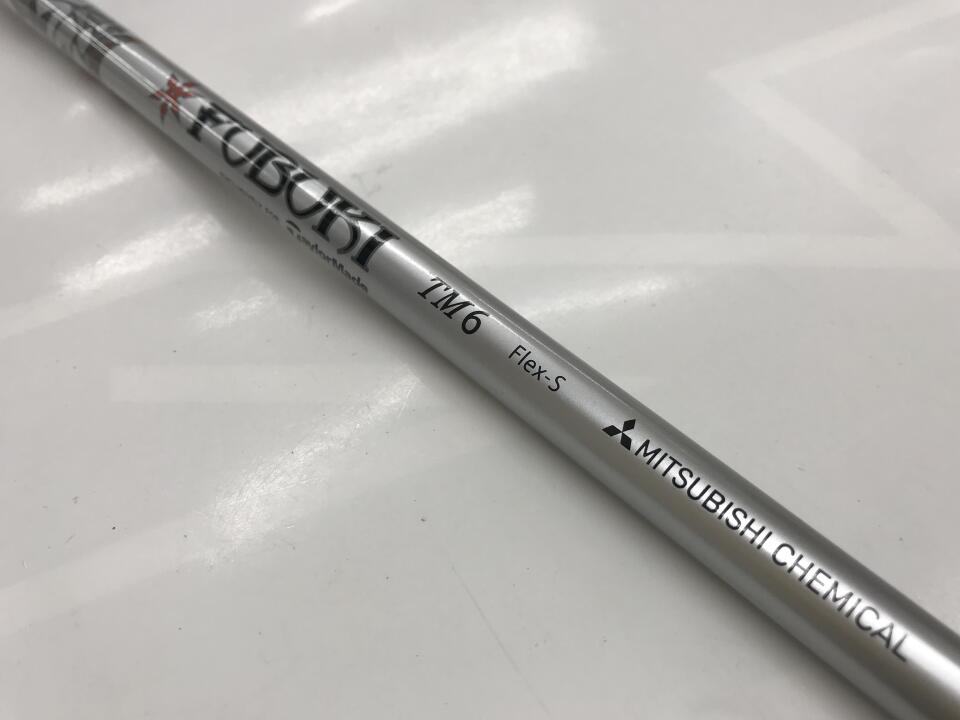 FUBUKI
TaylorMade
TM6
Flex-S
MITSUBISHI CHEMICAL